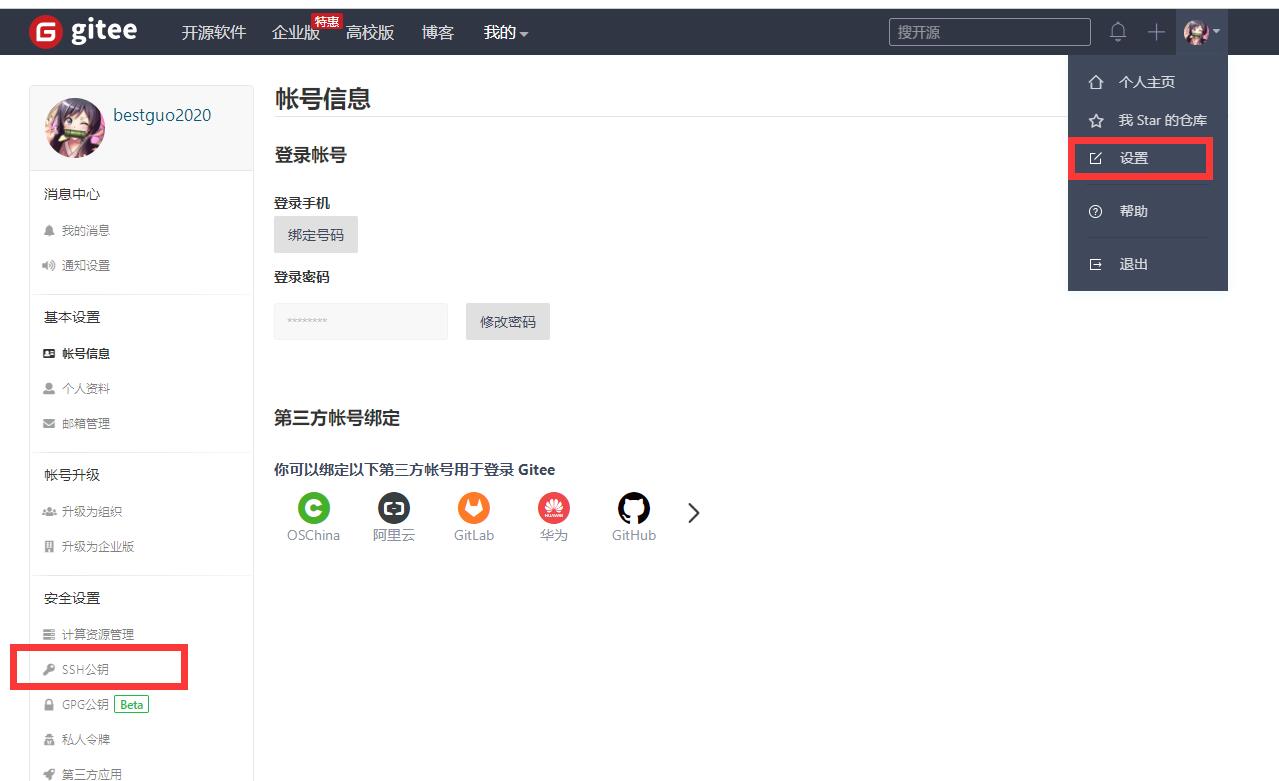 gitee 开源软件 企业版 特惠 高校版 博客 我的 搜开源
个人主页
我 Star 的仓库
设置
帮助
退出
bestguo2020
消息中心
我的消息
通知设置
基本设置
帐号信息
个人资料
邮箱管理
帐号升级
升级为组织
升级为企业版
安全设置
计算资源管理
SSH公钥
GPG公钥 Beta
私人令牌
第三方应用
帐号信息
登录帐号
登录手机
绑定号码
登录密码
******** 修改密码
第三方帐号绑定
你可以绑定以下第三方帐号用于登录 Gitee
OSChina 阿里云 GitLab 华为 GitHub
HUAWEI